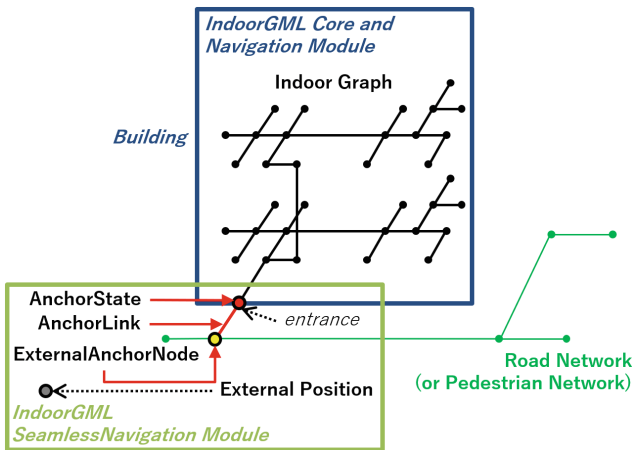 IndoorGML Core and
Navigation Module
Indoor Graph
Building
AnchorState
AnchorLink
entrance
ExternalAnchorNode
External Position
Road Network
(or Pedestrian Network)
IndoorGML
SeamlessNavigation Module